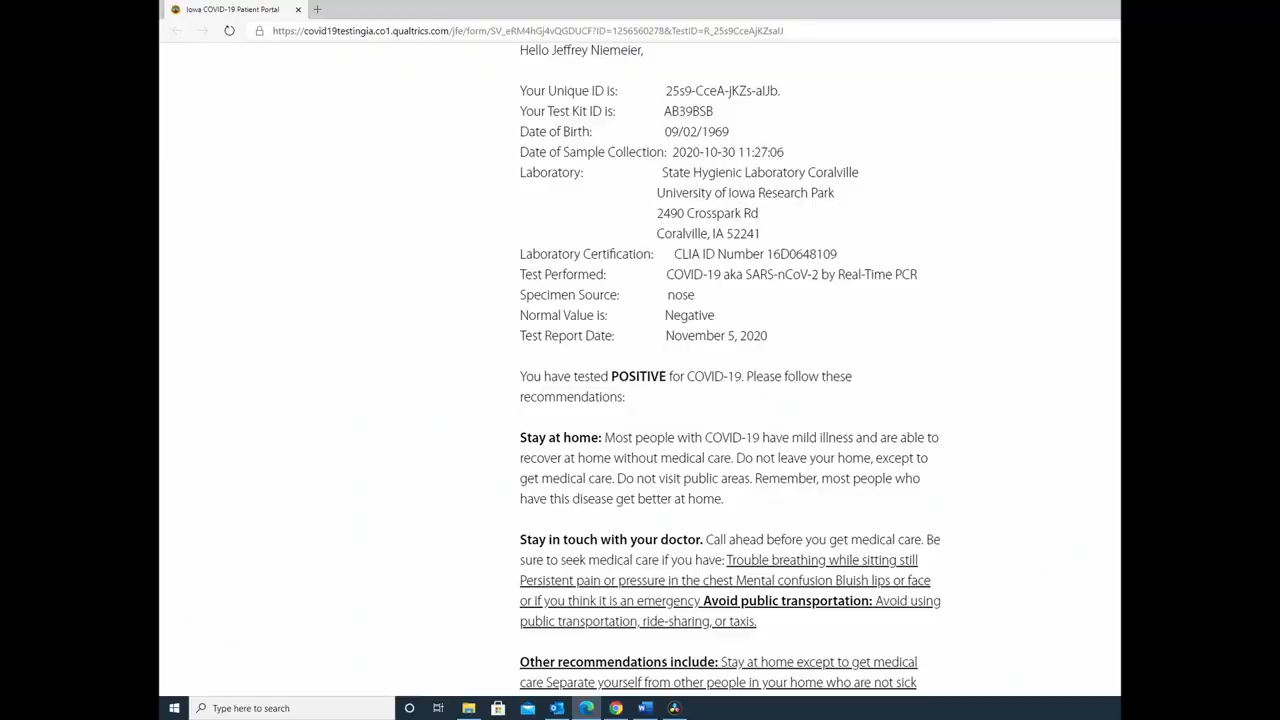 Iowa COVID-19 Patient Portal
https://covid19testingia.co1.qualtrics.com/jfe/form/SV_eRM4hGj4vQGDUCF?ID=1256560278&TestID=R_25s9CceAjKZsaIJ
Hello Jeffrey Niemeier,
Your Unique ID is: 25s9-CceA-jKZs-aIJb.
Your Test Kit ID is: AB39BSB
Date of Birth: 09/02/1969
Date of Sample Collection: 2020-10-30 11:27:06
Laboratory: State Hygienic Laboratory Coralville
University of Iowa Research Park
2490 Crosspark Rd
Coralville, IA 52241
Laboratory Certification: CLIA ID Number 16D0648109
Test Performed: COVID-19 aka SARS-nCoV-2 by Real-Time PCR
Specimen Source: nose
Normal Value is: Negative
Test Report Date: November 5, 2020
You have tested POSITIVE for COVID-19. Please follow these
recommendations:
Stay at home: Most people with COVID-19 have mild illness and are able to
recover at home without medical care. Do not leave your home, except to
get medical care. Do not visit public areas. Remember, most people who
have this disease get better at home.
Stay in touch with your doctor. Call ahead before you get medical care. Be
sure to seek medical care if you have: Trouble breathing while sitting still
Persistent pain or pressure in the chest Mental confusion Bluish lips or face
or if you think it is an emergency Avoid public transportation: Avoid using
public transportation, ride-sharing, or taxis.
Other recommendations include: Stay at home except to get medical
care Separate yourself from other people in your home who are not sick
Type here to search